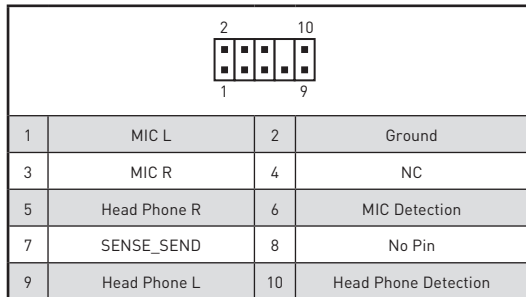 2 10
1 9
1 MIC L 2 Ground
3 MIC R 4 NC
5 Head Phone R 6 MIC Detection
7 SENSE_SEND 8 No Pin
9 Head Phone L 10 Head Phone Detection